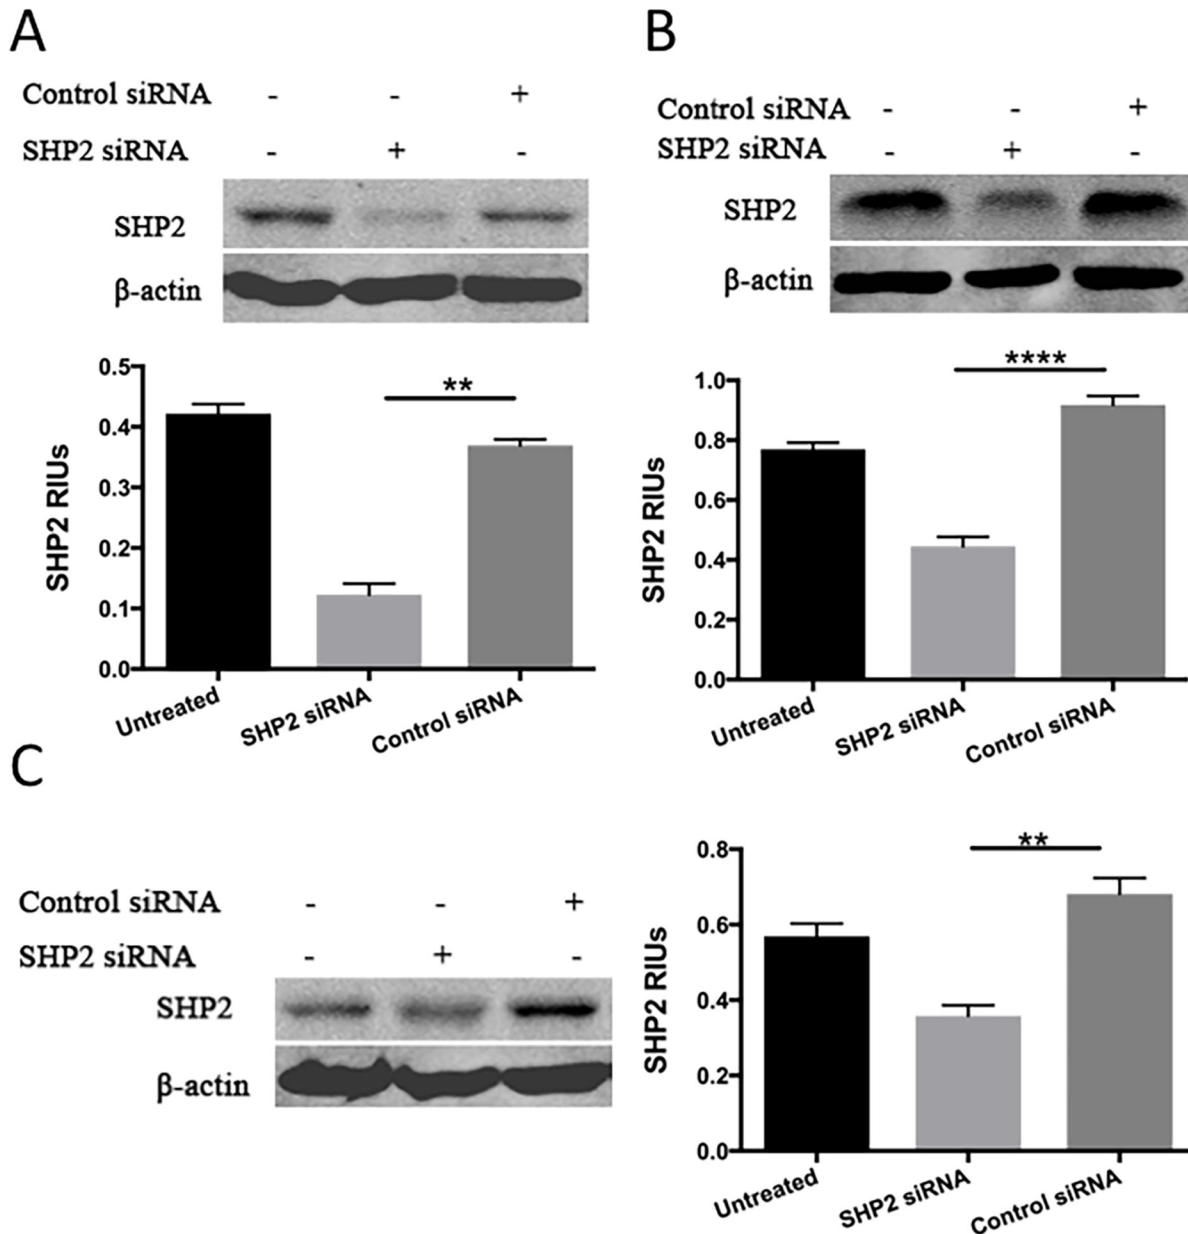 A
Control siRNA - - +
SHP2 siRNA - + -
SHP2
β-actin
0.5
0.4
0.3
0.2
0.1
0.0
SHP2 RIUs
**
Untreated
SHP2 siRNA
Control siRNA
B
Control siRNA - - +
SHP2 siRNA - + -
SHP2
β-actin
1.0
0.8
0.6
0.4
0.2
0.0
SHP2 RIUs
****
Untreated
SHP2 siRNA
Control siRNA
C
Control siRNA - - +
SHP2 siRNA - + -
SHP2
β-actin
0.8
0.6
0.4
0.2
0.0
SHP2 RIUs
**
Untreated
SHP2 siRNA
Control siRNA